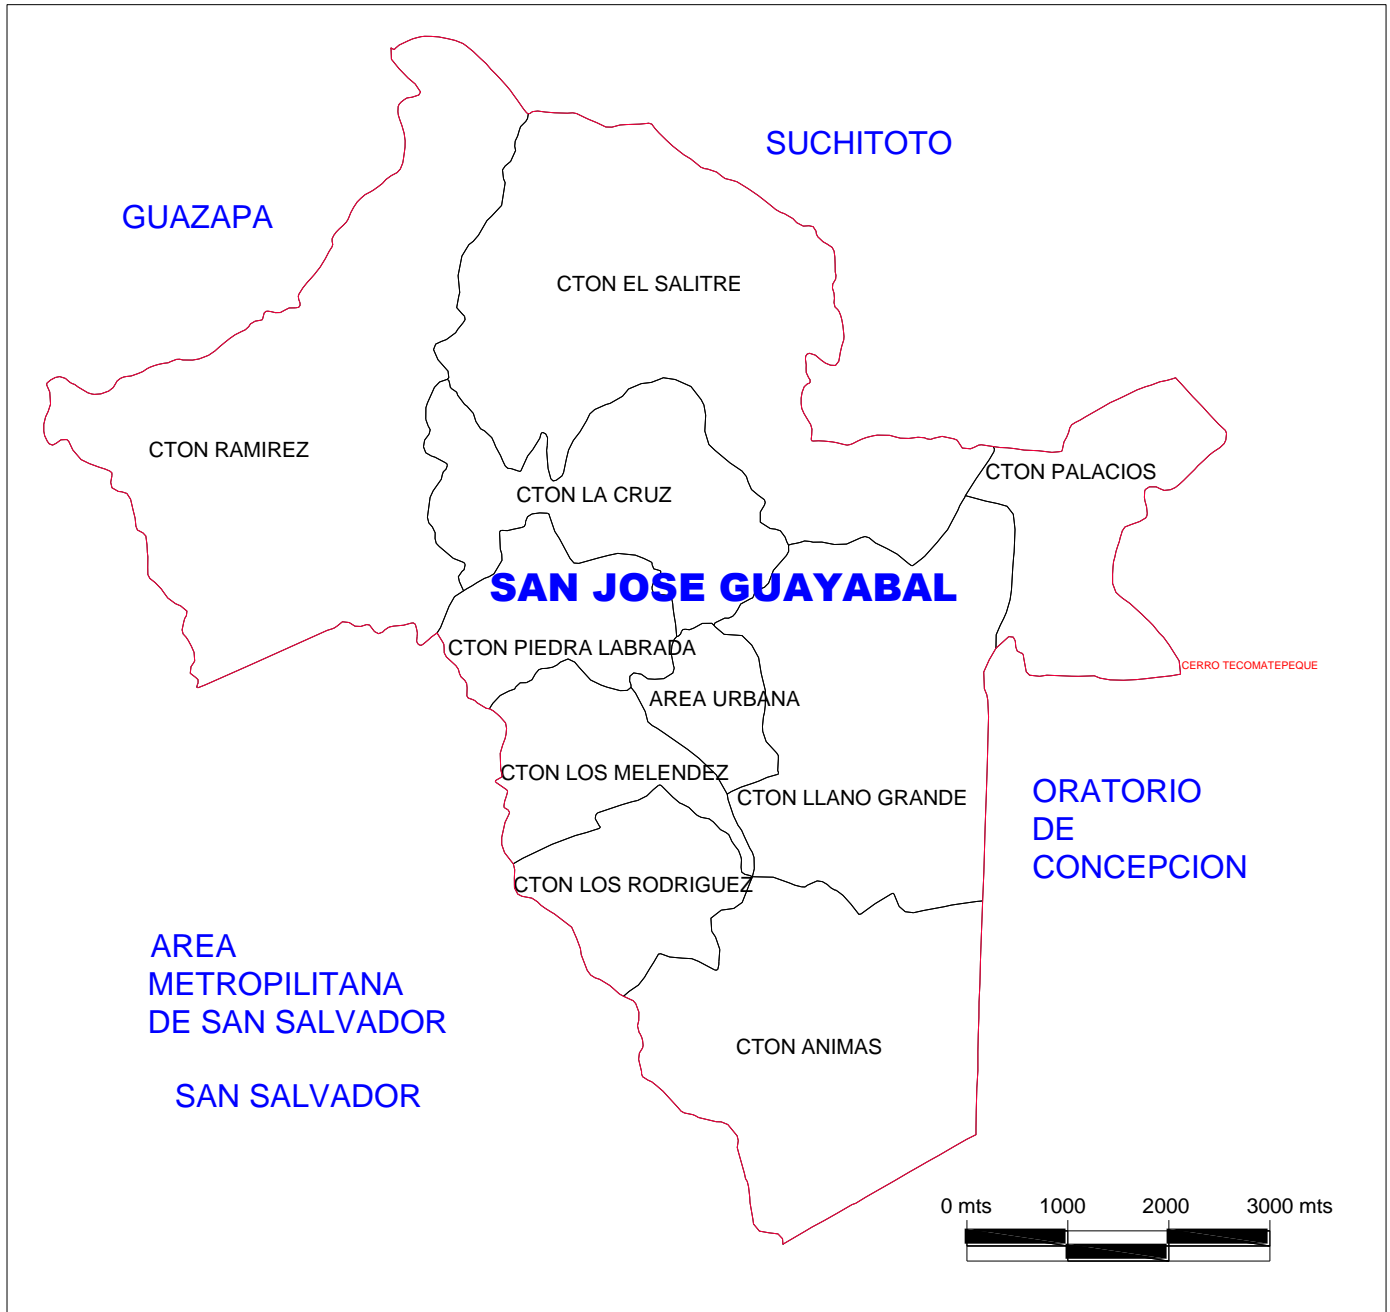 SUCHITOTO
GUAZAPA
CTON EL SALITRE
CTON RAMIREZ
CTON PALACIOS
CTON LA CRUZ
SAN JOSE GUAYABAL
CTON PIEDRA LABRADA
CERRO TECOMATEPEQUE
AREA URBANA
CTON LOS MELENDEZ
CTON LLANO GRANDE
ORATORIO
DE
CONCEPCION
CTON LOS RODRIGUEZ
AREA
METROPILITANA
DE SAN SALVADOR
SAN SALVADOR
CTON ANIMAS
0 mts 1000 2000 3000 mts